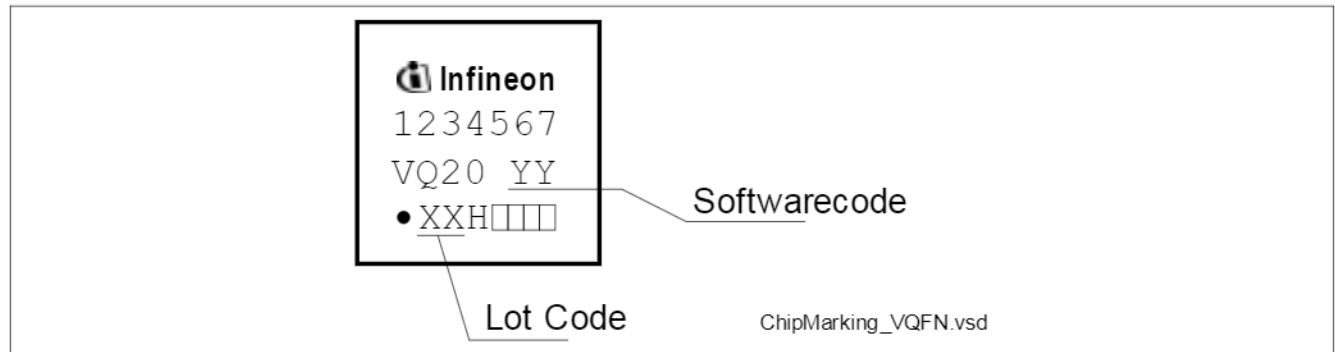 Infineon
1234567
VQ20 YY
●XXH□□□□
Softwarecode
Lot Code
ChipMarking_VQFN.vsd